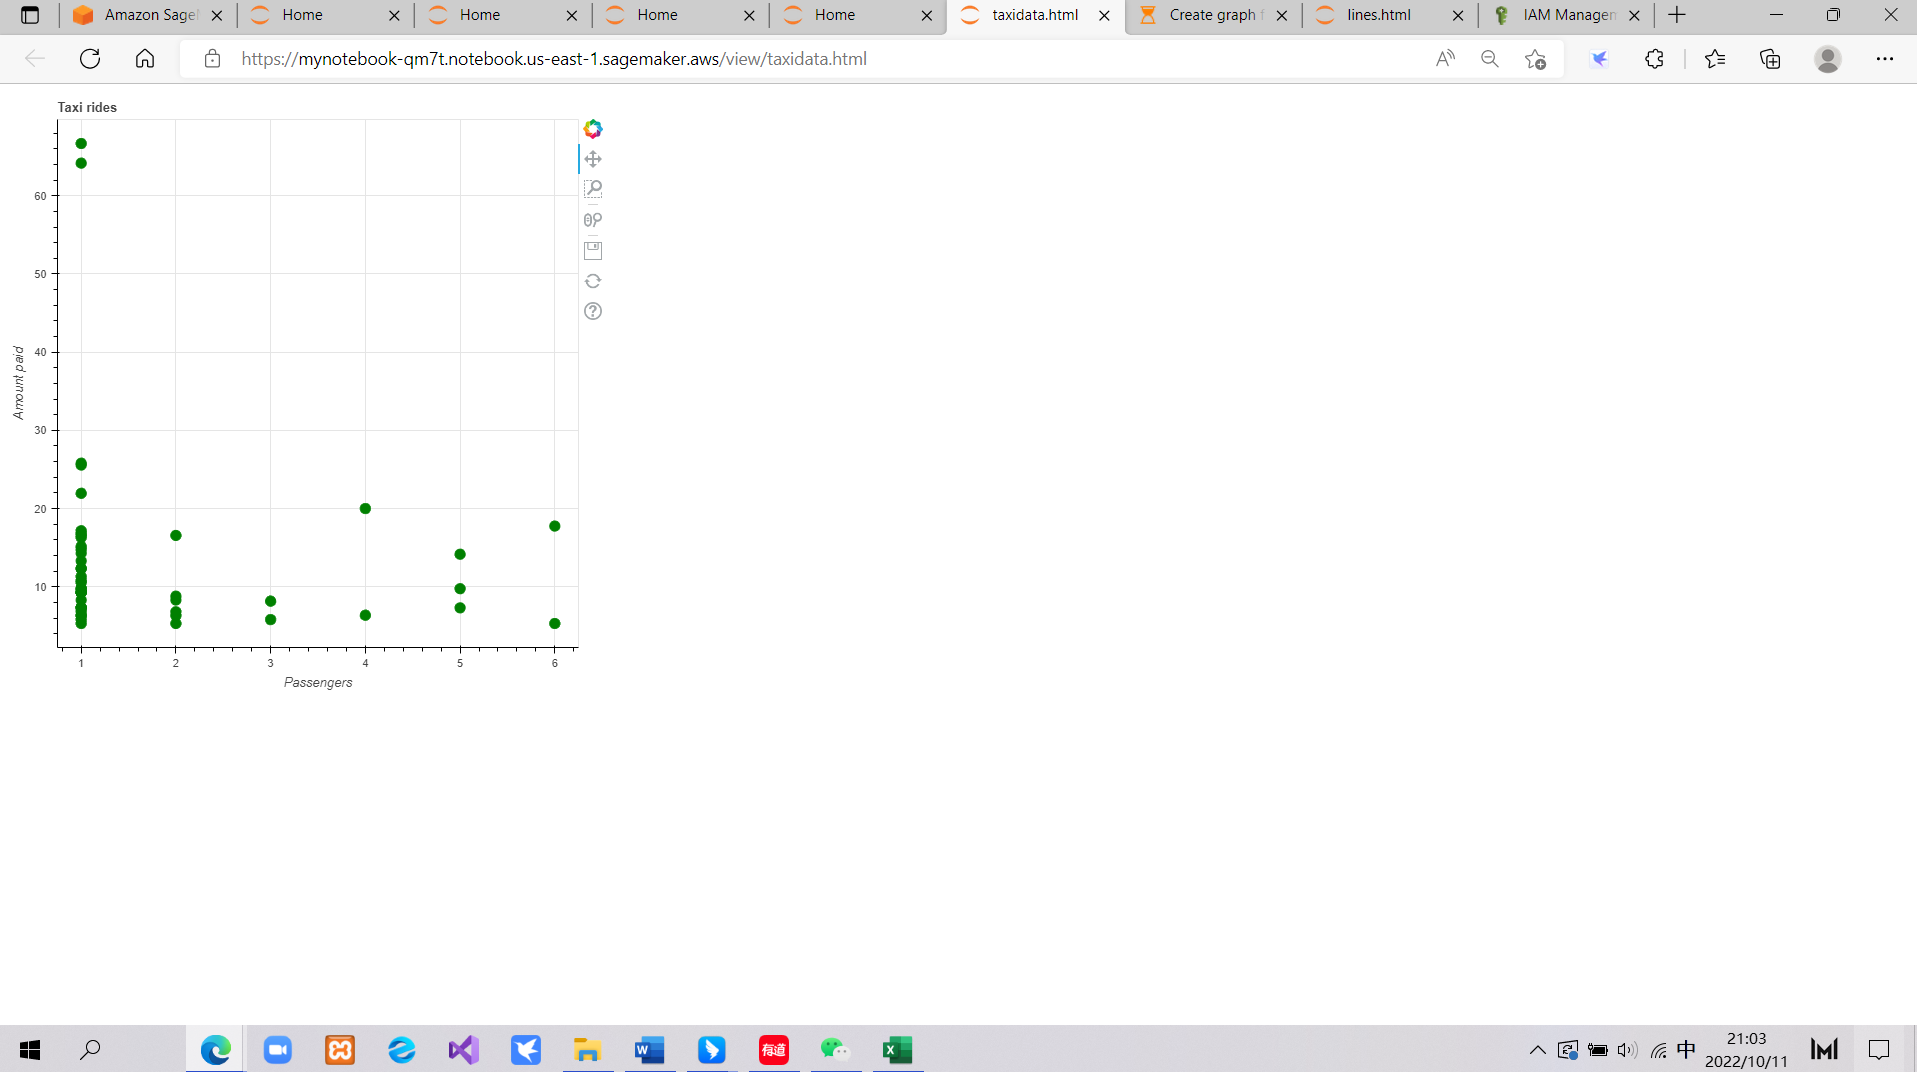 Amazon Sage
Home
Home
Home
Home
taxidata.html
Create graph f
lines.html
IAM Managem
https://mynotebook-qm7t.notebook.us-east-1.sagemaker.aws/view/taxidata.html
Taxi rides
60
50
40
30
20
10
Amount paid
1 2 3 4 5 6
Passengers
有道
中
21:03
2022/10/11